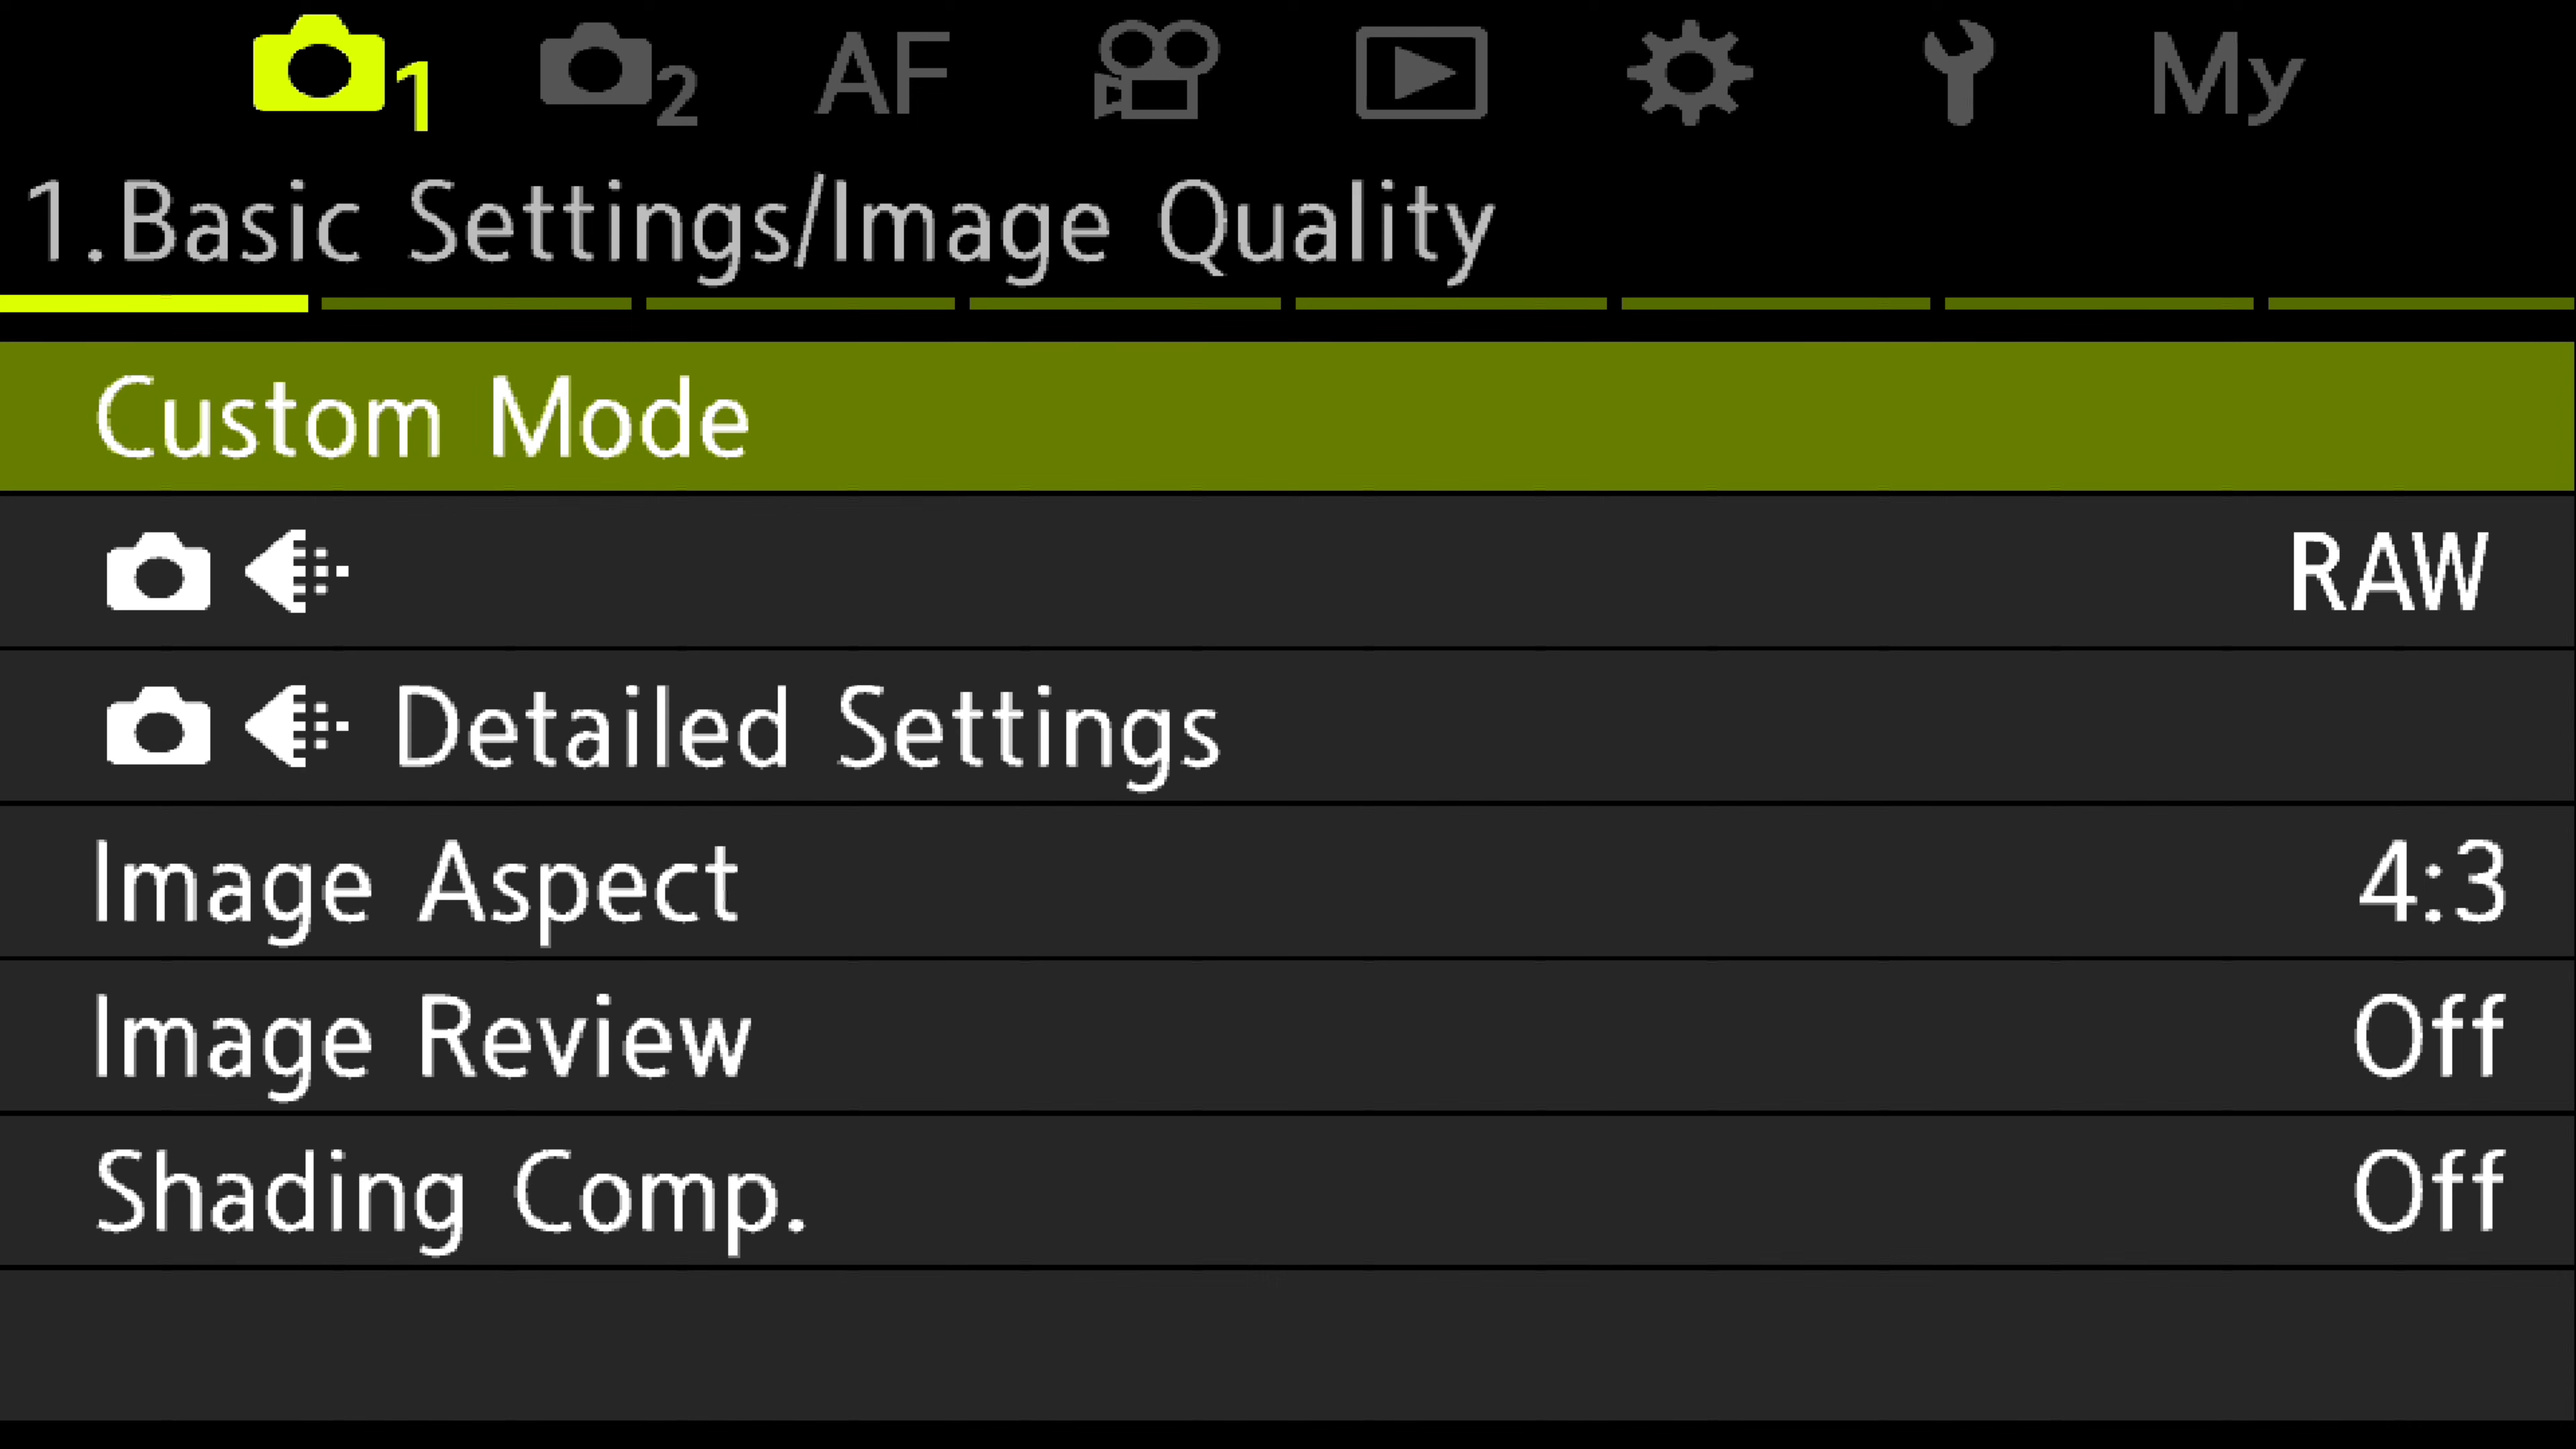 1 2 AF My
1.Basic Settings/Image Quality
Custom Mode
RAW
Detailed Settings
Image Aspect 4:3
Image Review Off
Shading Comp. Off